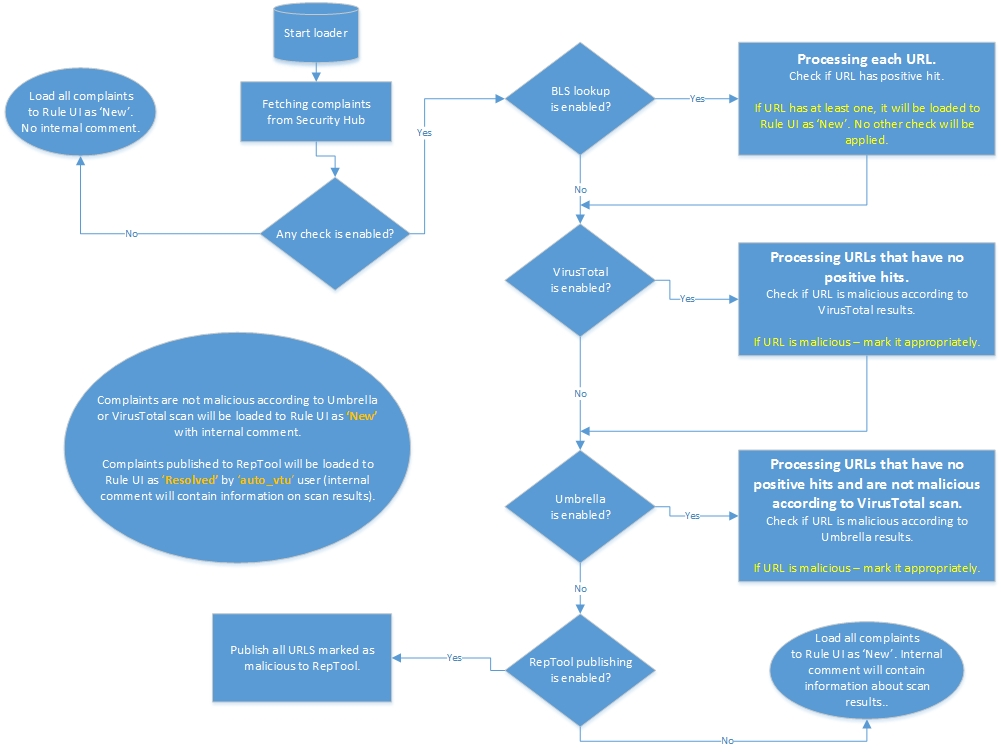 Start loader
Load all complaints
to Rule UI as ‘New’.
No internal comment.
Fetching complaints
from Security Hub
Yes
Any check is enabled?
No
BLS lookup
is enabled?
Yes
Processing each URL.
Check if URL has positive hit.
If URL has at least one, it will be loaded to
Rule UI as ‘New’. No other check will be
applied.
No
VirusTotal
is enabled?
Yes
Processing URLs that have no
positive hits.
Check if URL is malicious according to
VirusTotal results.
If URL is malicious – mark it appropriately.
No
Complaints are not malicious according to Umbrella
or VirusTotal scan will be loaded to Rule UI as ‘New’
with internal comment.
Complaints published to RepTool will be loaded to
Rule UI as ‘Resolved’ by ‘auto_vtu’ user (internal
comment will contain information on scan results).
Umbrella
is enabled?
Yes
Processing URLs that have no
positive hits and are not malicious
according to VirusTotal scan.
Check if URL is malicious according to
Umbrella results.
If URL is malicious – mark it appropriately.
No
RepTool publishing
is enabled?
Yes
Publish all URLS marked as
malicious to RepTool.
No
Load all complaints
to Rule UI as ‘New’. Internal
comment will contain
information about scan
results..